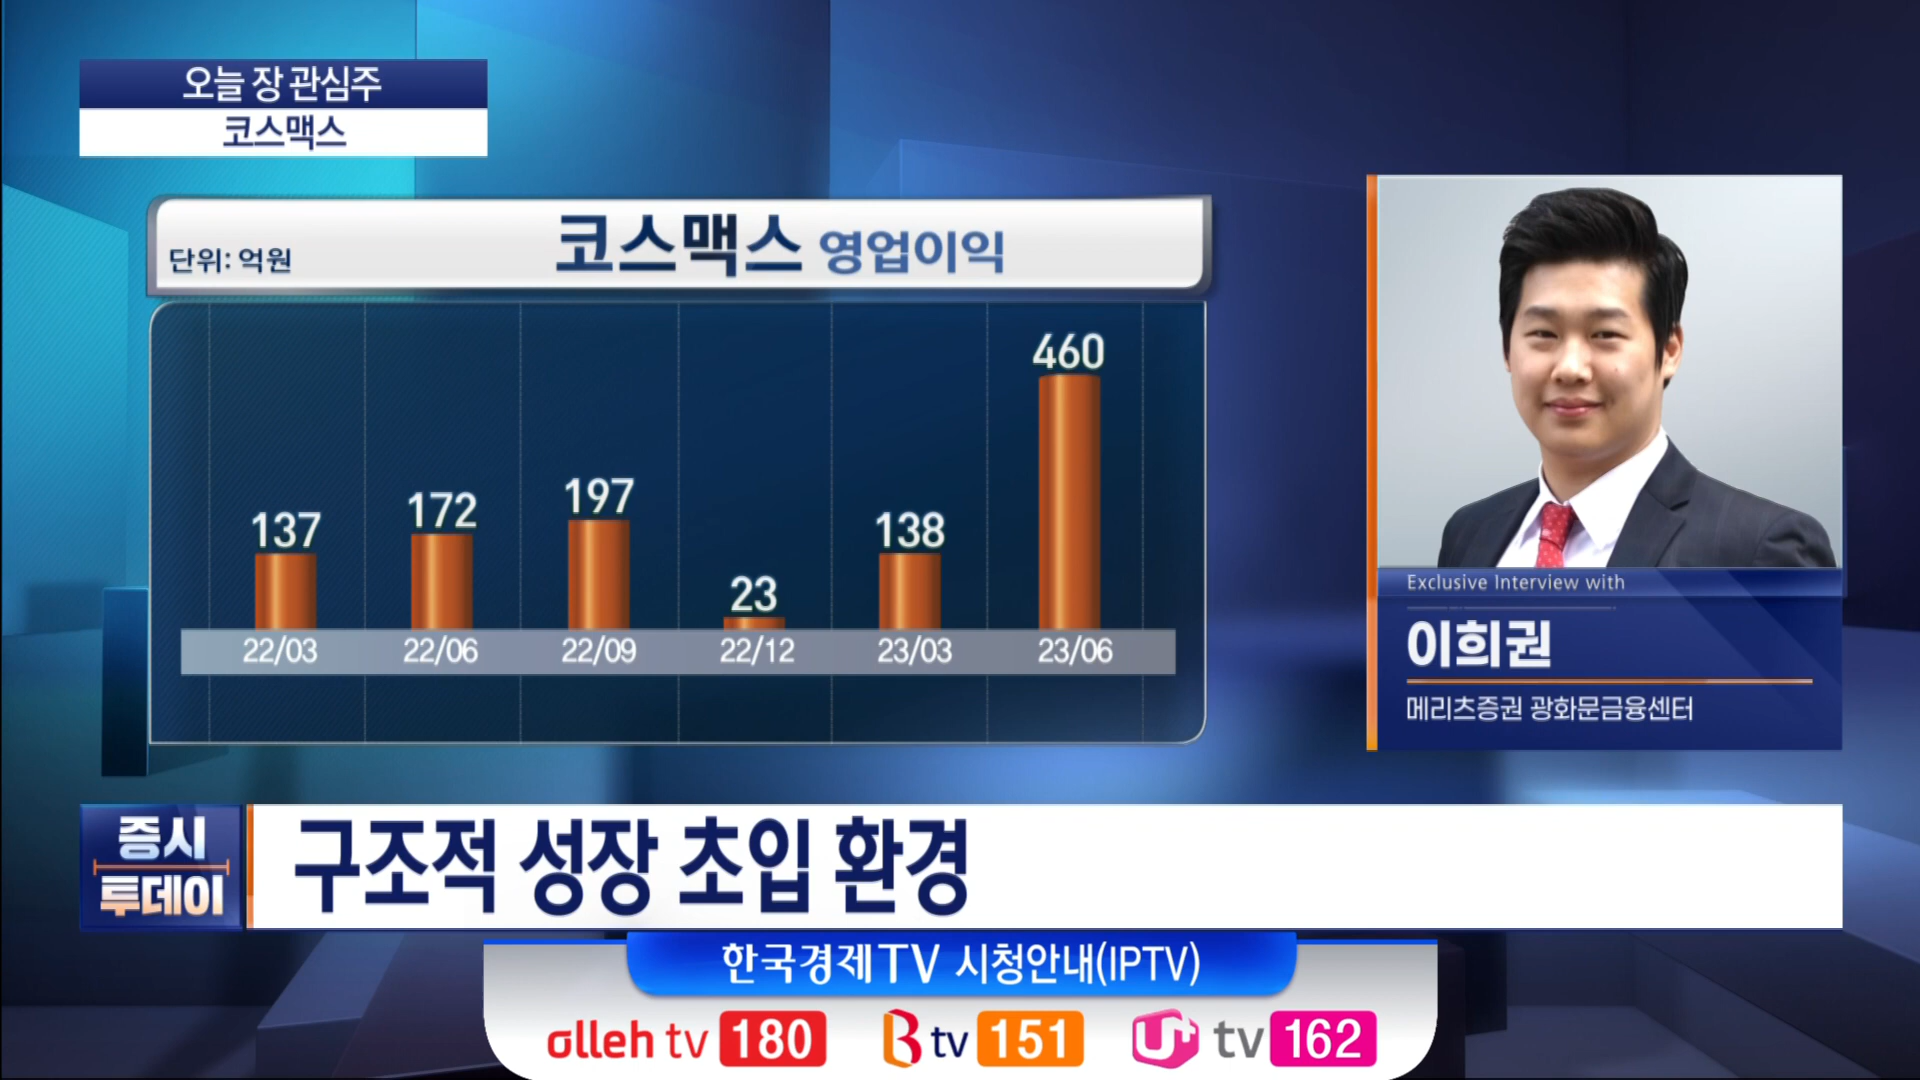 오늘 장 관심주
코스맥스
단위: 억원
코스맥스 영업이익
137
172
197
23
138
460
22/03
22/06
22/09
22/12
23/03
23/06
Exclusive Interview with
이희권
메리츠증권 광화문금융센터
증시
투데이
구조적 성장 초입 환경
한국경제TV 시청안내(IPTV)
olleh tv 180
B tv 151
U+ tv 162